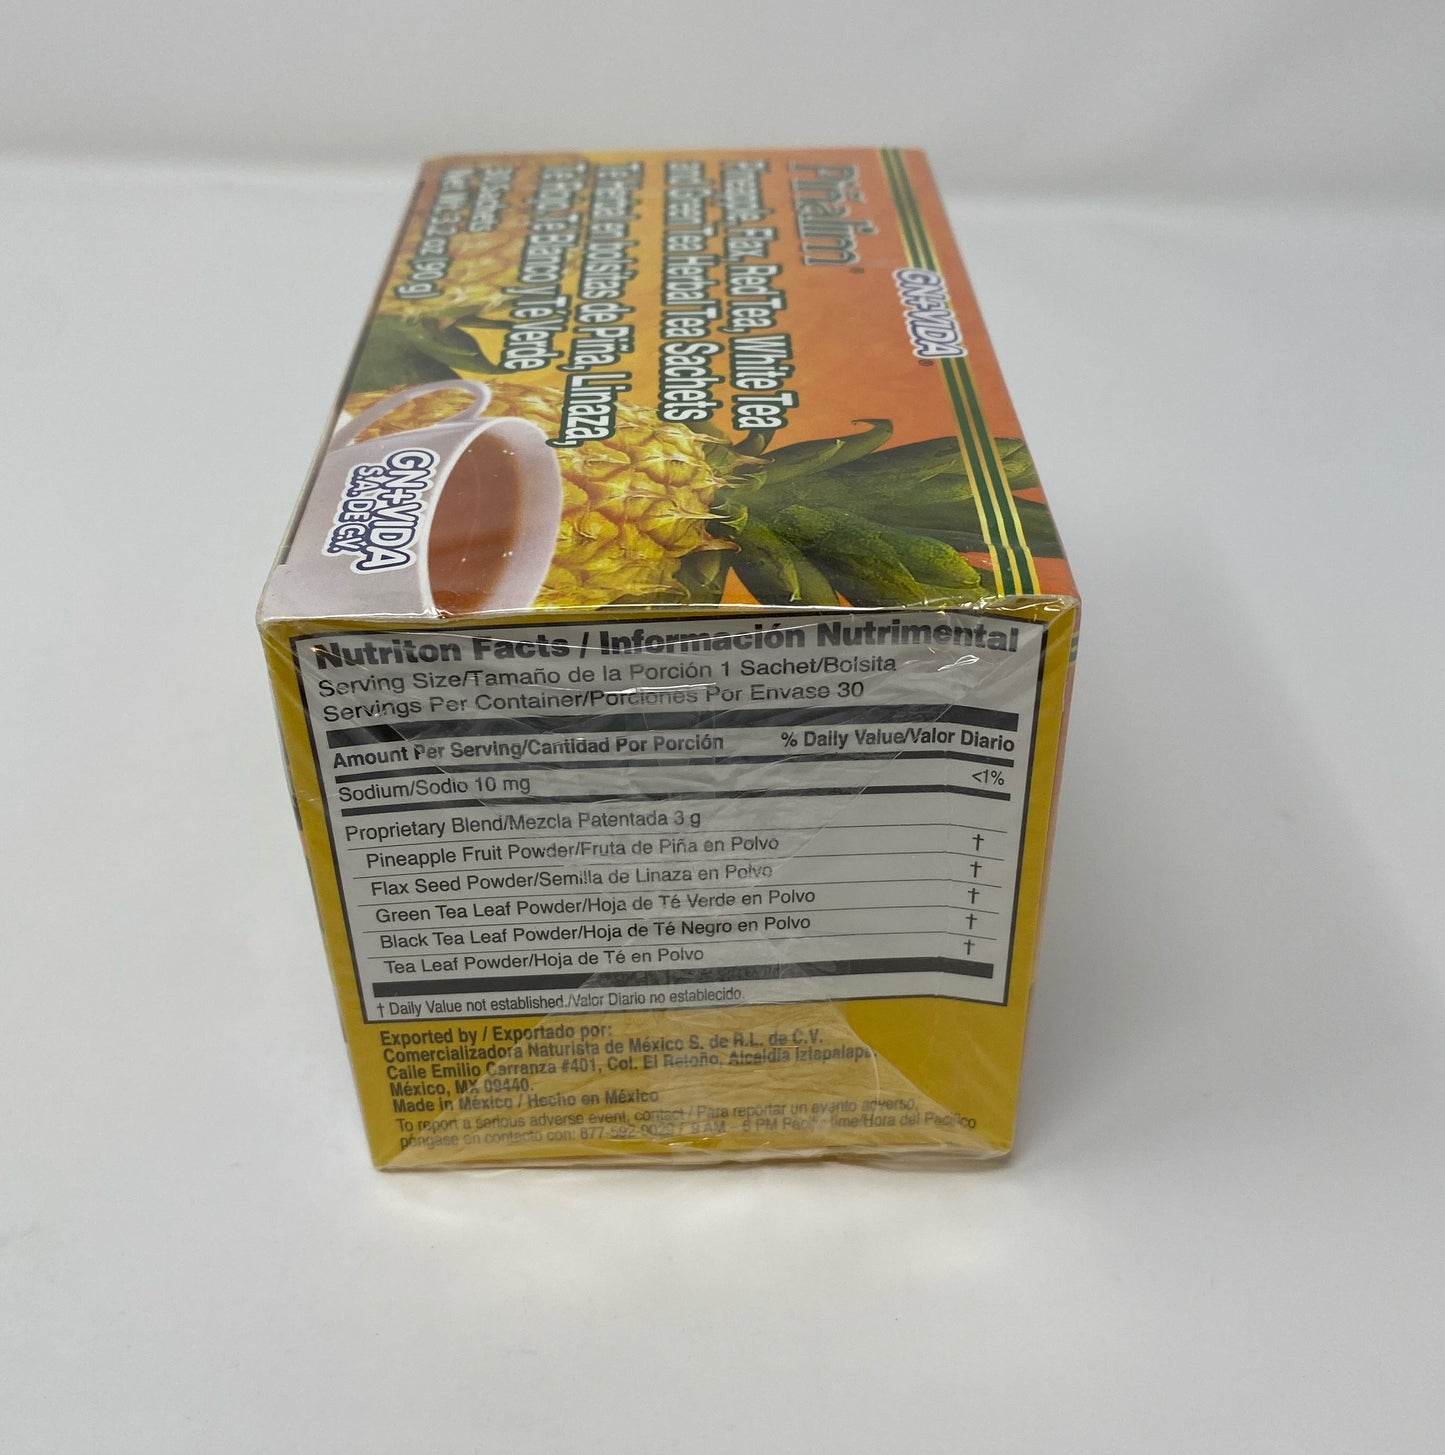 GN+VIDA®
Piñalim®
Pineapple, Flax, Red Tea, White Tea
and Green Tea Herbal Tea Sachets
Té Herbal en bolsitas de Piña, Linaza,
Té Rojo, Té Blanco y Té Verde
30 Sachets
Net Wt. 3.2 oz (90 g)
GN+VIDA
S.A. DE C.V.
Nutriton Facts / Información Nutrimental
Serving Size/Tamaño de la Porción 1 Sachet/Bolsita
Servings Per Container/Porciones Por Envase 30
Amount Per Serving/Cantidad Por Porción % Daily Value/Valor Diario
Sodium/Sodio 10 mg <1%
Proprietary Blend/Mezcla Patentada 3 g
Pineapple Fruit Powder/Fruta de Piña en Polvo †
Flax Seed Powder/Semilla de Linaza en Polvo †
Green Tea Leaf Powder/Hoja de Té Verde en Polvo †
Black Tea Leaf Powder/Hoja de Té Negro en Polvo †
Tea Leaf Powder/Hoja de Té en Polvo †
† Daily Value not established./Valor Diario no establecido.
Exported by / Exportado por:
Comercializadora Naturista de México S. de R.L. de C.V.
Calle Emilio Carranza #401, Col. El Retoño, Alcaldía Iztapalapa.
México, MX 09440.
Made in México / Hecho en México
To report a serious adverse event, contact / Para reportar un evento adverso,
póngase en contacto con: 877-592-9029 / 9 AM - 6 PM Pacific time/Hora del Pacífico